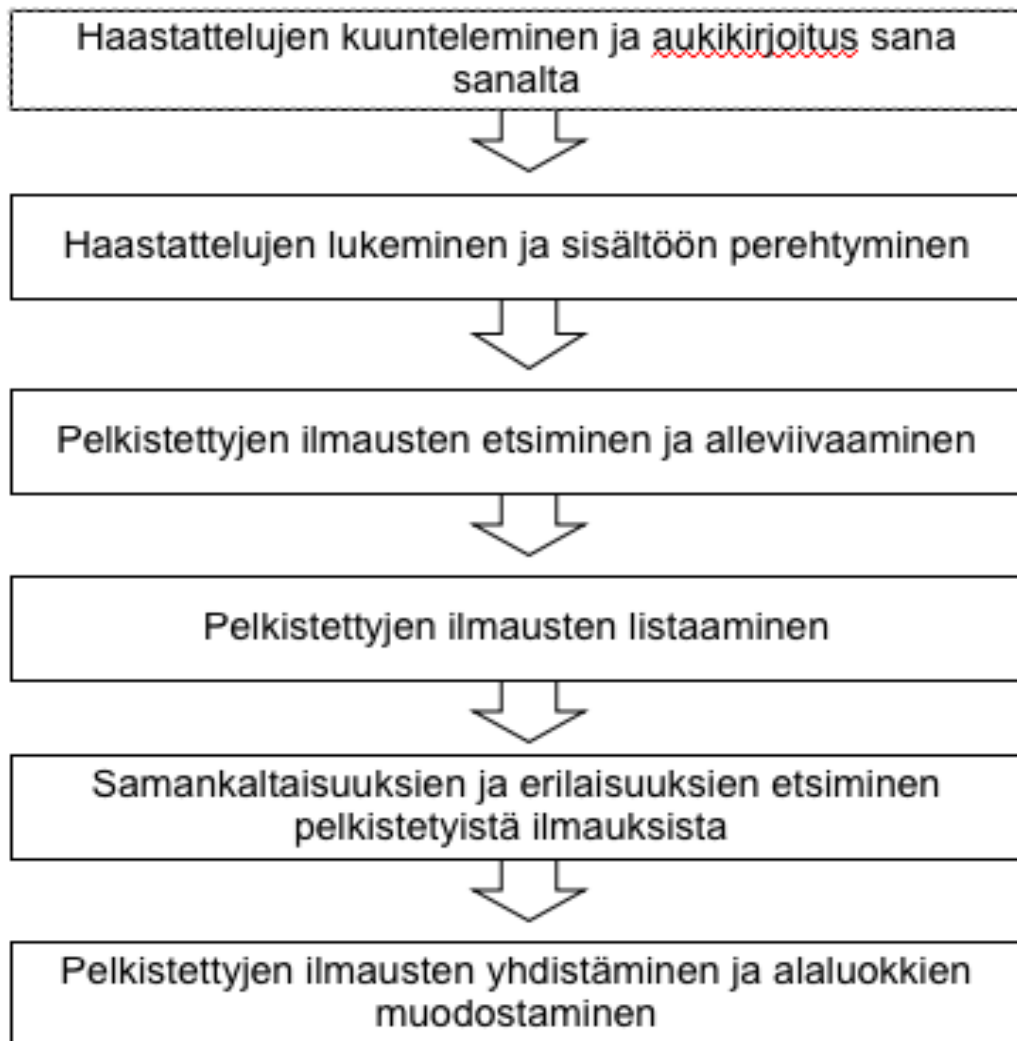 Haastattelujen kuunteleminen ja aukikirjoitus sana
sanalta
Haastattelujen lukeminen ja sisältöön perehtyminen
Pelkistettyjen ilmausten etsiminen ja alleviivaaminen
Pelkistettyjen ilmausten listaaminen
Samankaltaisuuksien ja erilaisuuksien etsiminen
pelkistetyistä ilmauksista
Pelkistettyjen ilmausten yhdistäminen ja alaluokkien
muodostaminen